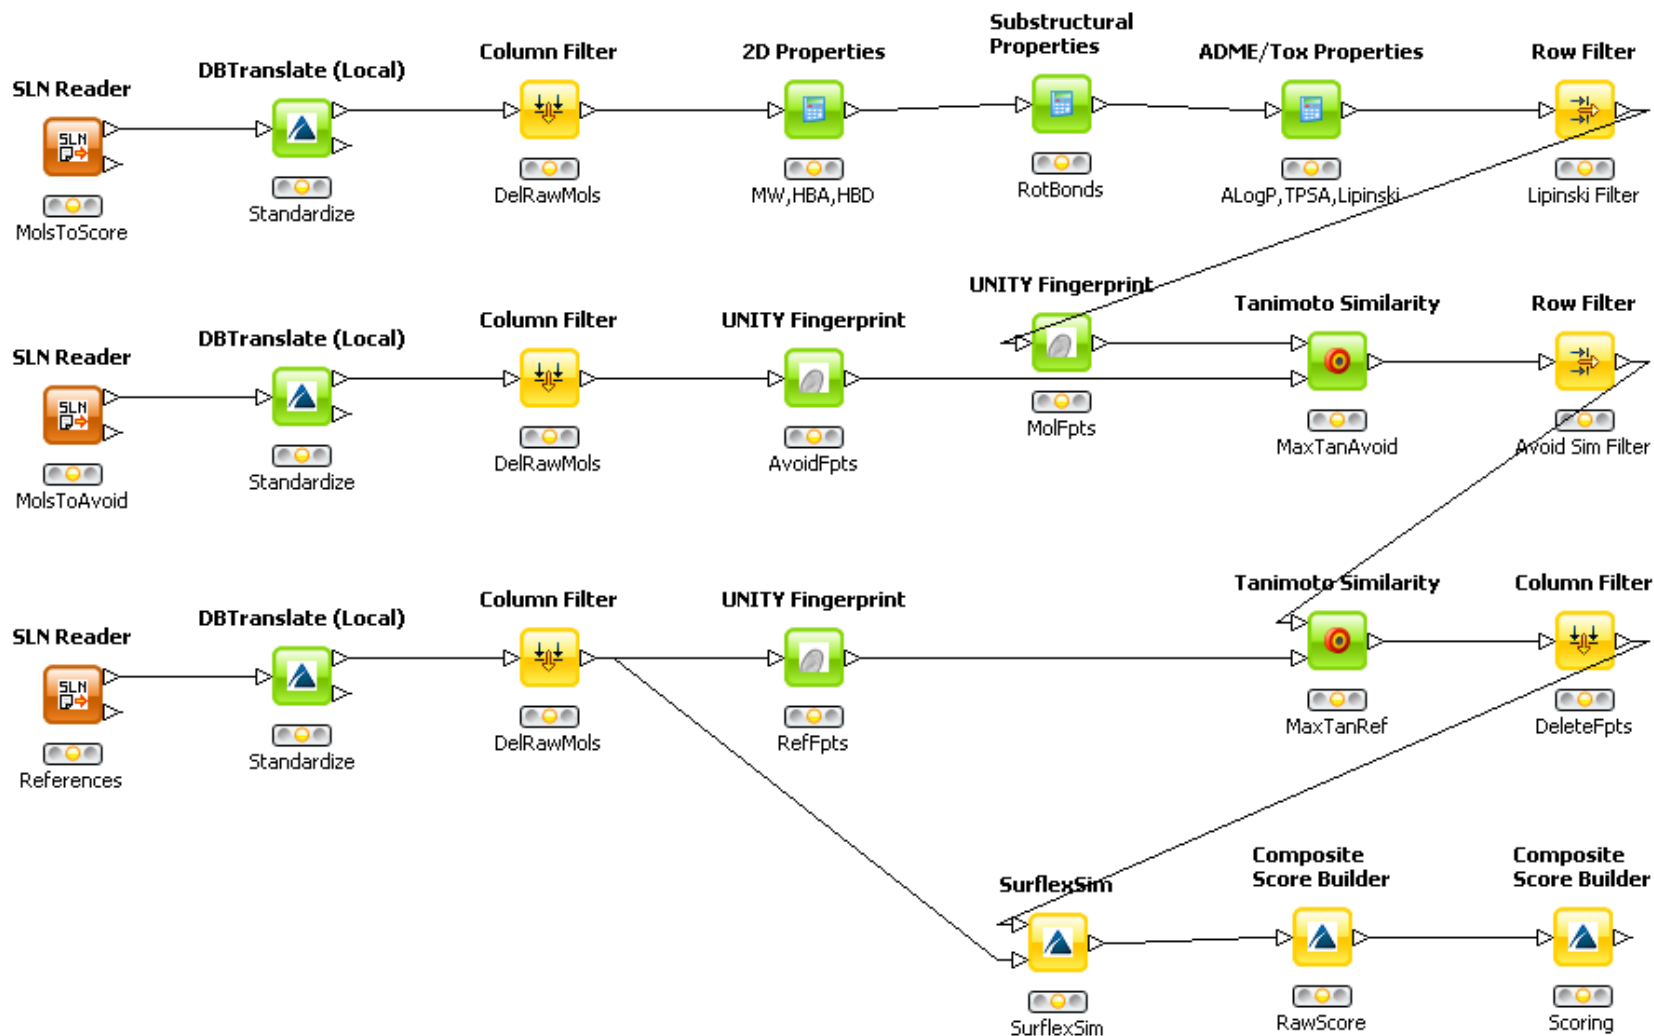 Substructural
Properties
Column Filter
2D Properties
ADME/Tox Properties
Row Filter
DBTranslate (Local)
SLN Reader
SLN
DelRawMols
MW,HBA,HBD
RotBonds
ALogP,TPSA,Lipinski
Lipinski Filter
Standardize
MolsToScore
UNITY Fingerprint
Column Filter
UNITY Fingerprint
Tanimoto Similarity
Row Filter
DBTranslate (Local)
SLN Reader
SLN
MolFpts
DelRawMols
AvoidFpts
MaxTanAvoid
Avoid Sim Filter
Standardize
MolsToAvoid
Tanimoto Similarity
Column Filter
Column Filter
UNITY Fingerprint
DBTranslate (Local)
SLN Reader
SLN
DelRawMols
RefFpts
MaxTanRef
DeleteFpts
Standardize
References
Composite
Score Builder
Composite
Score Builder
SurflexSim
SurflexSim
RawScore
Scoring